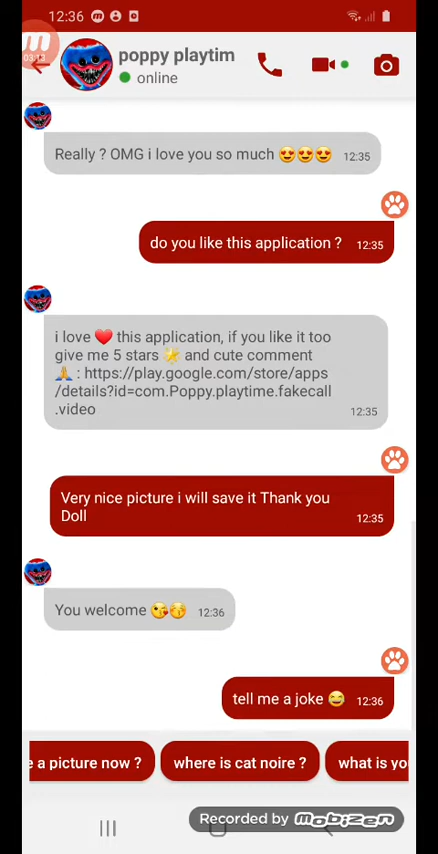 12:36
03:13
poppy playtim
online
Really ? OMG i love you so much 😍😍😍 12:35
do you like this application ? 12:35
i love ❤️ this application, if you like it too
give me 5 stars 🌟 and cute comment
🙏 : https://play.google.com/store/apps
/details?id=com.Poppy.playtime.fakecall
.video 12:35
Very nice picture i will save it Thank you
Doll 12:35
You welcome 😘😚 12:36
tell me a joke 😅 12:36
e a picture now ? where is cat noire ? what is yo
Recorded by Mobizen